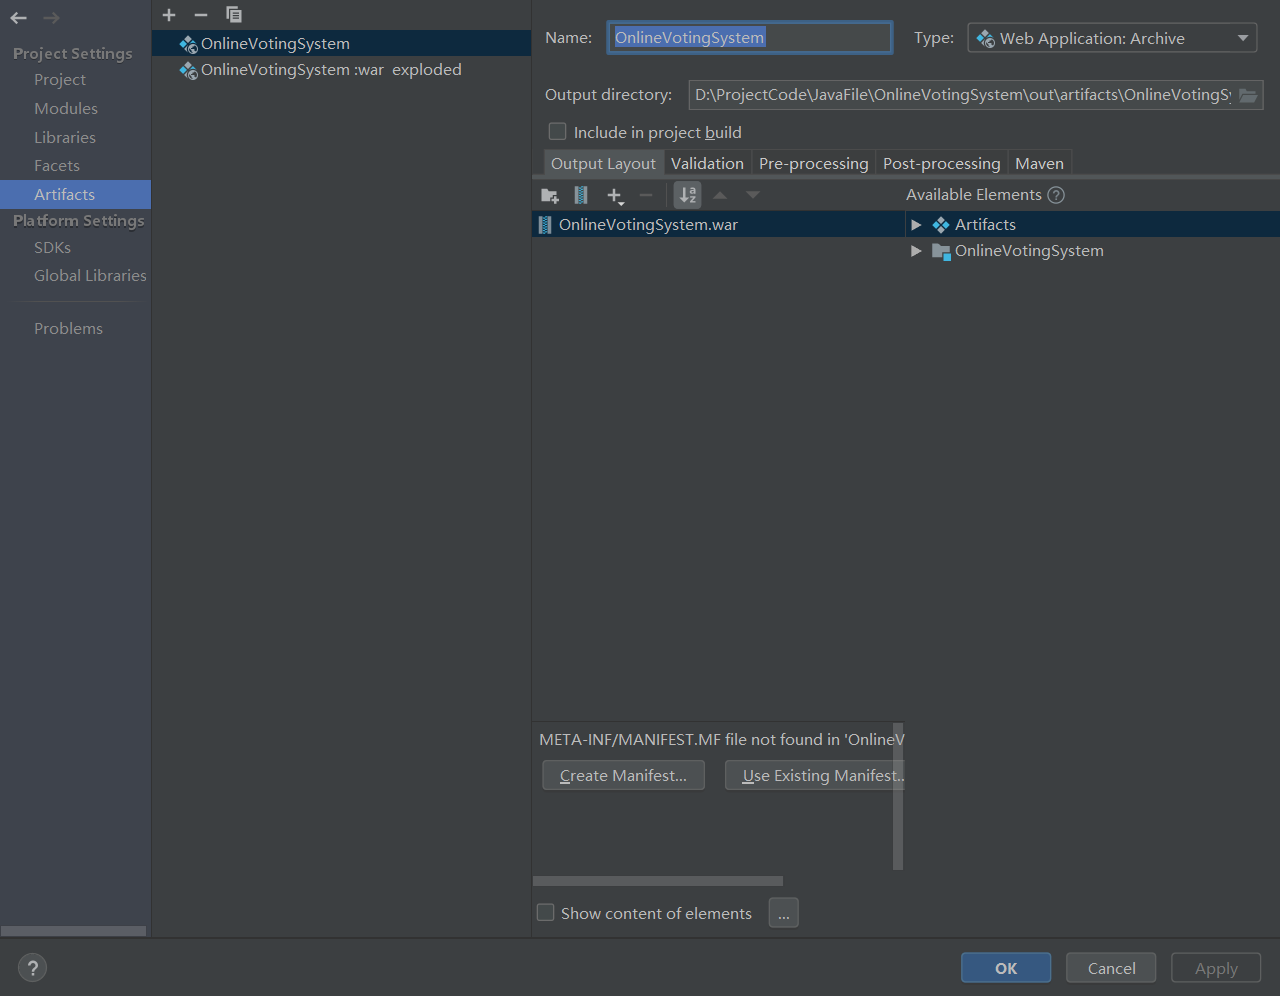 Project Settings
Project
Modules
Libraries
Facets
Artifacts
Platform Settings
SDKs
Global Libraries
Problems
OnlineVotingSystem
OnlineVotingSystem :war  exploded
Name: OnlineVotingSystem Type: Web Application: Archive
Output directory: D:\ProjectCode\JavaFile\OnlineVotingSystem\out\artifacts\OnlineVotingSy
Include in project build
Output Layout Validation Pre-processing Post-processing Maven
Available Elements ?
OnlineVotingSystem.war
Artifacts
OnlineVotingSystem
META-INF/MANIFEST.MF file not found in 'OnlineV
Create Manifest... Use Existing Manifest..
Show content of elements ...
? OK Cancel Apply